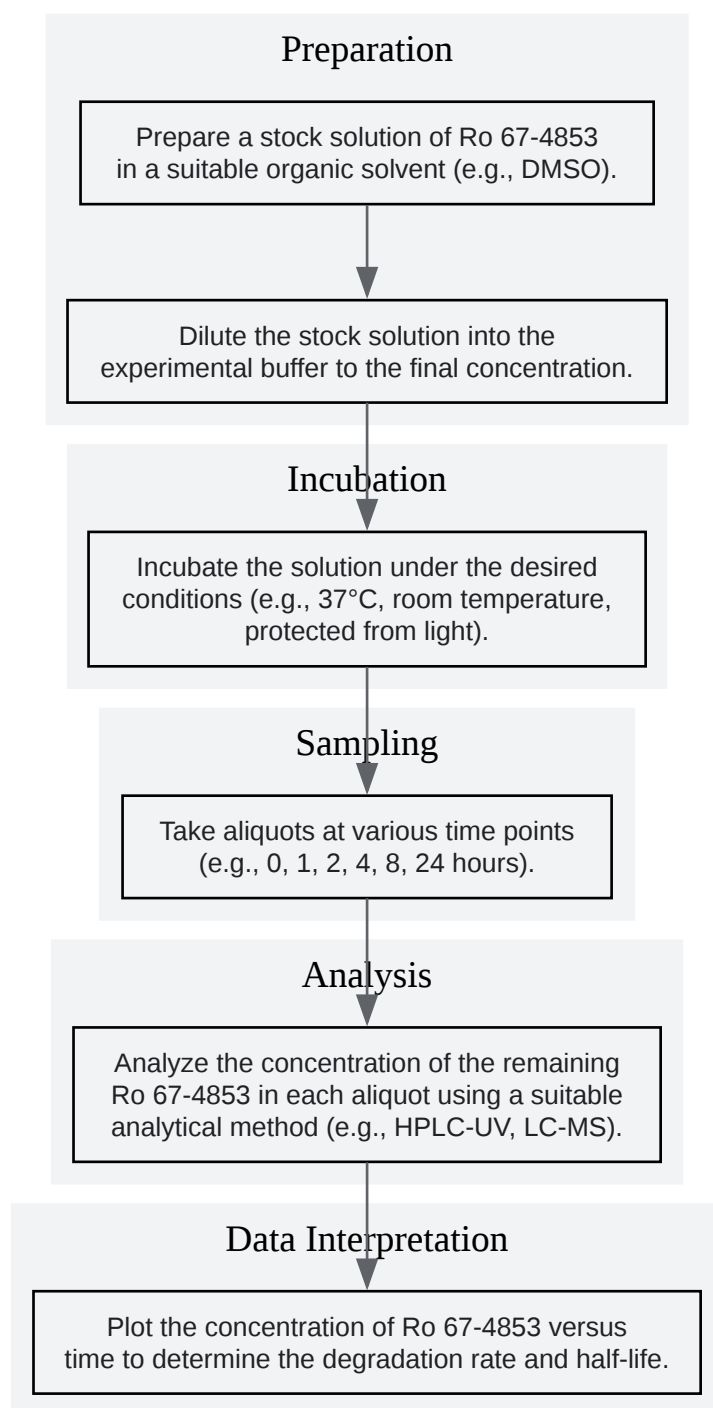 Preparation
Prepare a stock solution of Ro 67-4853
in a suitable organic solvent (e.g., DMSO).
Dilute the stock solution into the
experimental buffer to the final concentration.
Incubation
Incubate the solution under the desired
conditions (e.g., 37°C, room temperature,
protected from light).
Sampling
Take aliquots at various time points
(e.g., 0, 1, 2, 4, 8, 24 hours).
Analysis
Analyze the concentration of the remaining
Ro 67-4853 in each aliquot using a suitable
analytical method (e.g., HPLC-UV, LC-MS).
Data Interpretation
Plot the concentration of Ro 67-4853 versus
time to determine the degradation rate and half-life.